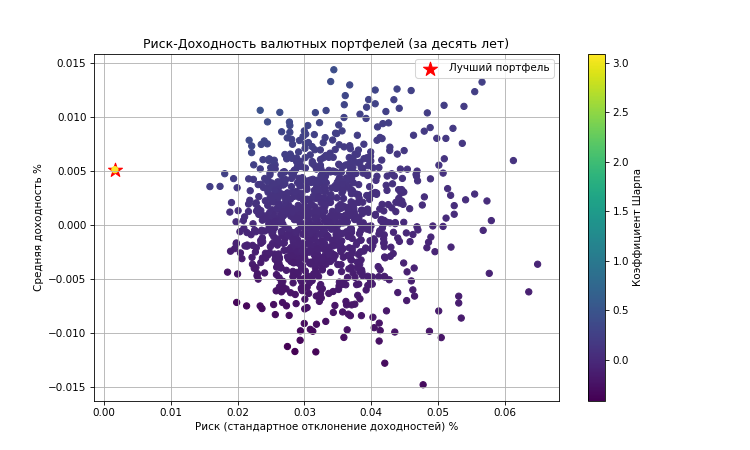 Риск-Доходность валютных портфелей (за десять лет)
Лучший портфель
0.015
0.010
0.005
0.000
−0.005
−0.010
−0.015
Средняя доходность %
0.00 0.01 0.02 0.03 0.04 0.05 0.06
Риск (стандартное отклонение доходностей) %
3.0
2.5
2.0
1.5
1.0
0.5
0.0
Коэффициент Шарпа